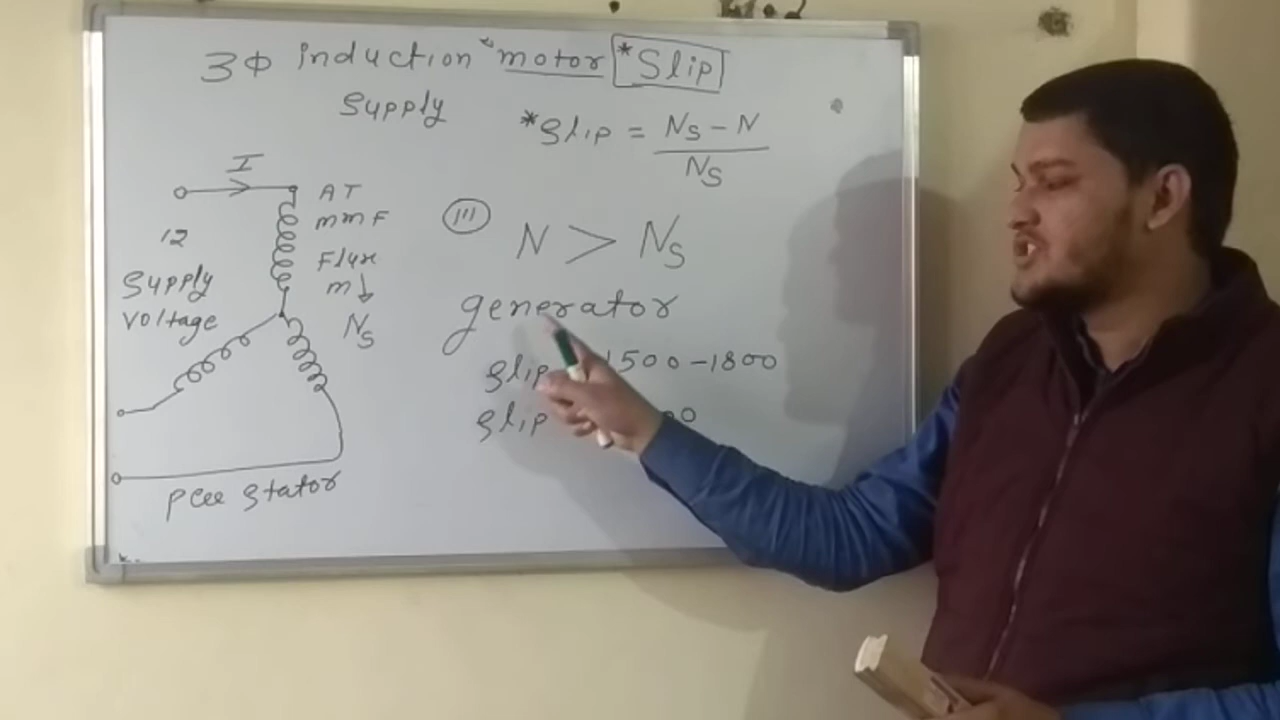 3Φ induction motor *Slip
Supply
*Slip = NS - N
NS
I
AT
mmF
Flux
NS
12
Supply
Voltage
III
N > NS
generator
Slip 1500-1800
Slip
Stator